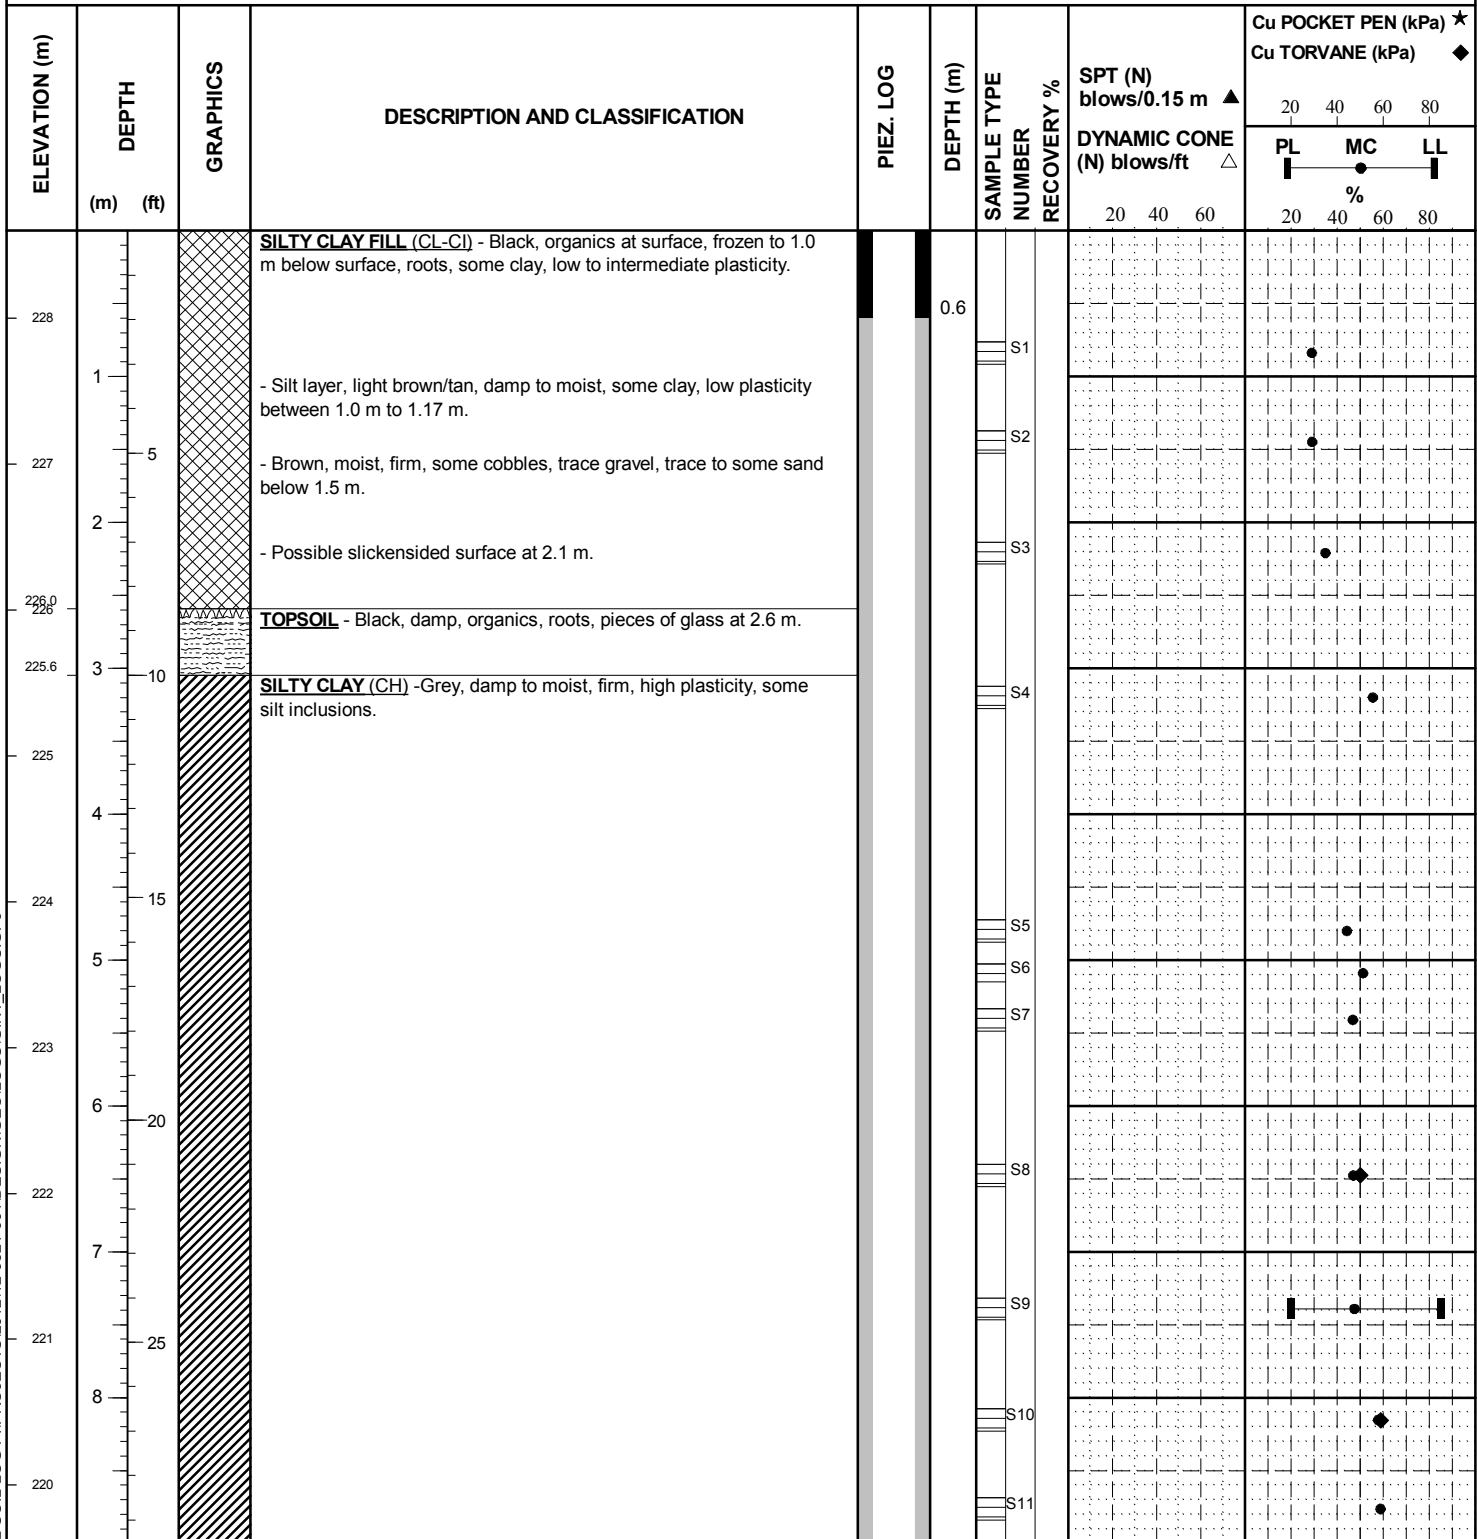 Cu POCKET PEN (kPa) ★
Cu TORVANE (kPa) ◆
20 40 60 80
ELEVATION (m)
DEPTH
(m) (ft)
GRAPHICS
DESCRIPTION AND CLASSIFICATION
PIEZ. LOG
DEPTH (m)
SAMPLE TYPE
NUMBER
RECOVERY %
SPT (N)
blows/0.15 m ▲
DYNAMIC CONE
(N) blows/ft △
20 40 60
PL MC LL
%
20 40 60 80
SILTY CLAY FILL (CL-CI) - Black, organics at surface, frozen to 1.0
m below surface, roots, some clay, low to intermediate plasticity.
0.6
228
S1
1
- Silt layer, light brown/tan, damp to moist, some clay, low plasticity
between 1.0 m to 1.17 m.
S2
5
227
- Brown, moist, firm, some cobbles, trace gravel, trace to some sand
below 1.5 m.
2
- Possible slickensided surface at 2.1 m.
S3
226.0
226
TOPSOIL - Black, damp, organics, roots, pieces of glass at 2.6 m.
225.6
3
10
SILTY CLAY (CH) -Grey, damp to moist, firm, high plasticity, some
silt inclusions.
S4
225
4
15
224
S5
5
S6
S7
223
6
20
S8
222
7
S9
221
25
8
S10
220
S11